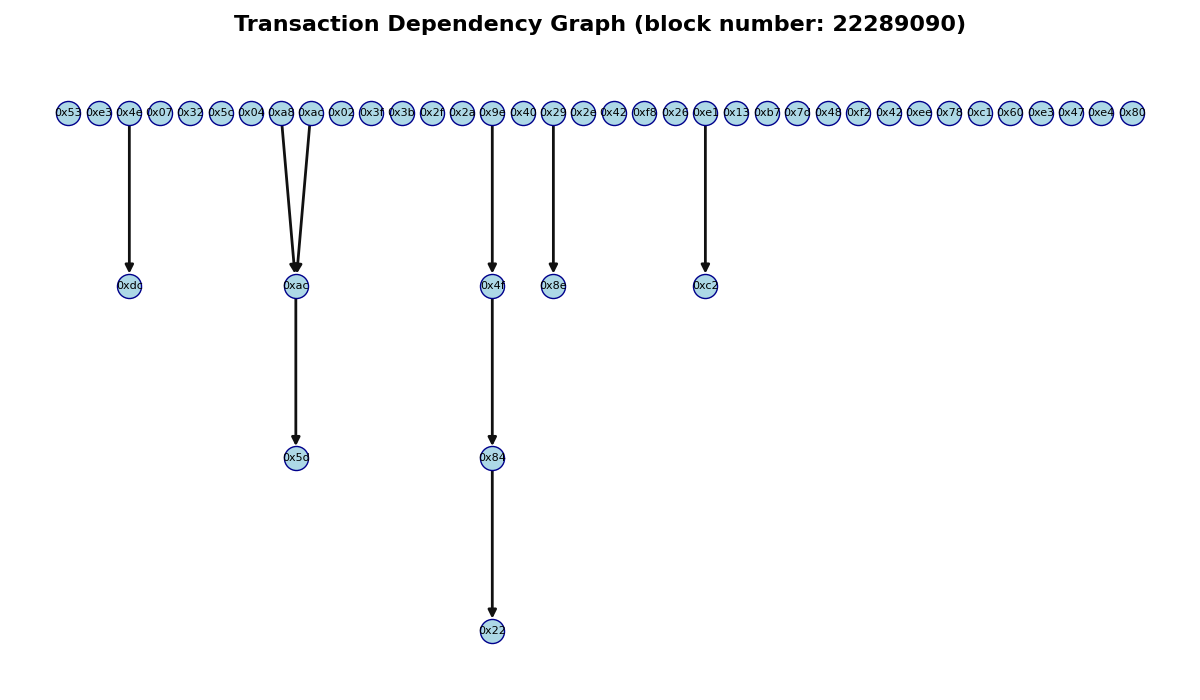 Transaction Dependency Graph (block number: 22289090)
0x53 0xe3 0x4e 0x07 0x32 0x5c 0x04 0xa8 0xac 0x02 0x3f 0x3b 0x2f 0x2a 0x9e 0x40 0x29 0x2e 0x42 0xf8 0x26 0xe1 0x13 0xb7 0x7d 0x48 0xf2 0x42 0xee 0x78 0xc1 0x60 0xe3 0x47 0xe4 0x80
0xdc 0xac 0x4f 0x8e 0xc2
0x5d 0x84
0x22